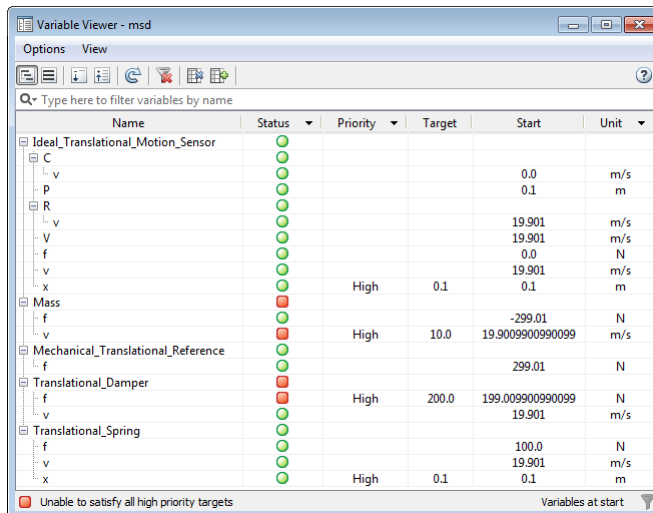 Variable Viewer - msd
Options View
Type here to filter variables by name
Name Status Priority Target Start Unit
Ideal_Translational_Motion_Sensor
C
v 0.0 m/s
P 0.1 m
R
v 19.901 m/s
V 19.901 m/s
f 0.0 N
v 19.901 m/s
x High 0.1 0.1 m
Mass
f -299.01 N
v High 10.0 19.9009900990099 m/s
Mechanical_Translational_Reference
f 299.01 N
Translational_Damper
f High 200.0 199.009900990099 N
v 19.901 m/s
Translational_Spring
f 100.0 N
v 19.901 m/s
x High 0.1 0.1 m
Unable to satisfy all high priority targets Variables at start